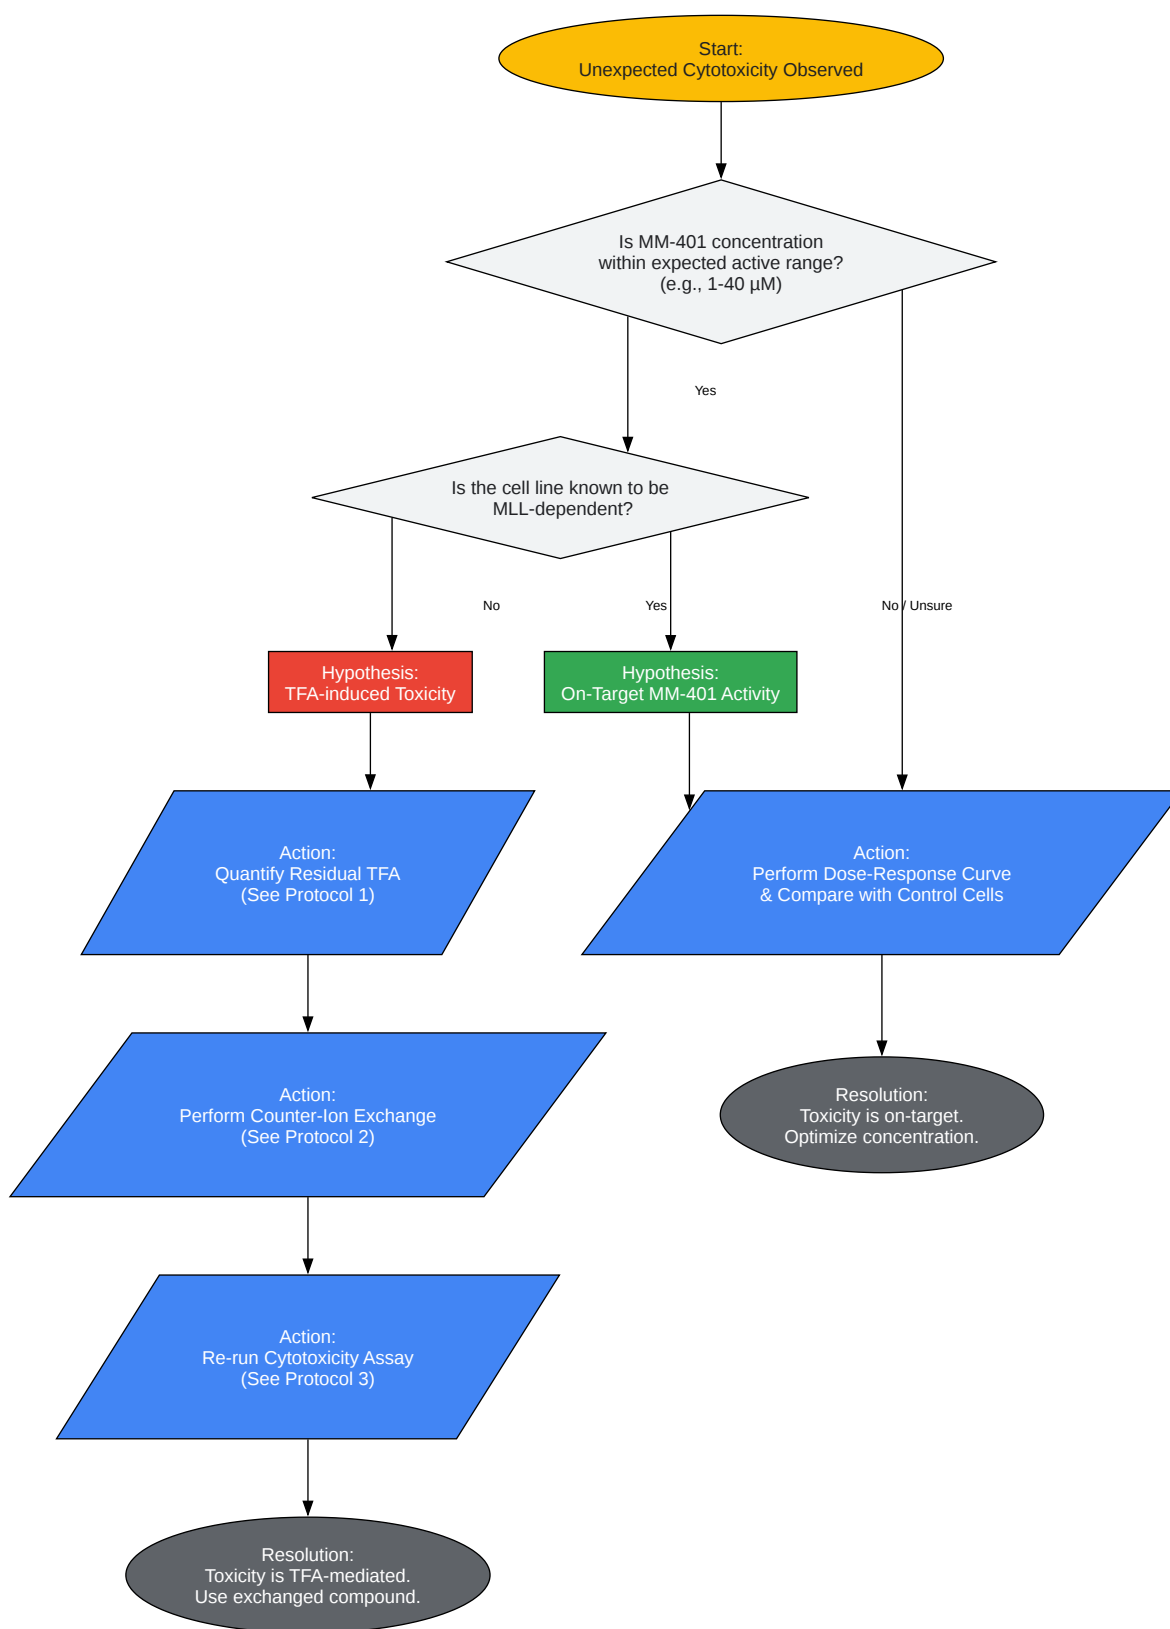 Start:
Unexpected Cytotoxicity Observed
Is MM-401 concentration
within expected active range?
(e.g., 1-40 µM)
Yes
Is the cell line known to be
MLL-dependent?
No
Yes
No / Unsure
Hypothesis:
TFA-induced Toxicity
Hypothesis:
On-Target MM-401 Activity
Action:
Quantify Residual TFA
(See Protocol 1)
Action:
Perform Dose-Response Curve
& Compare with Control Cells
Action:
Perform Counter-Ion Exchange
(See Protocol 2)
Resolution:
Toxicity is on-target.
Optimize concentration.
Action:
Re-run Cytotoxicity Assay
(See Protocol 3)
Resolution:
Toxicity is TFA-mediated.
Use exchanged compound.